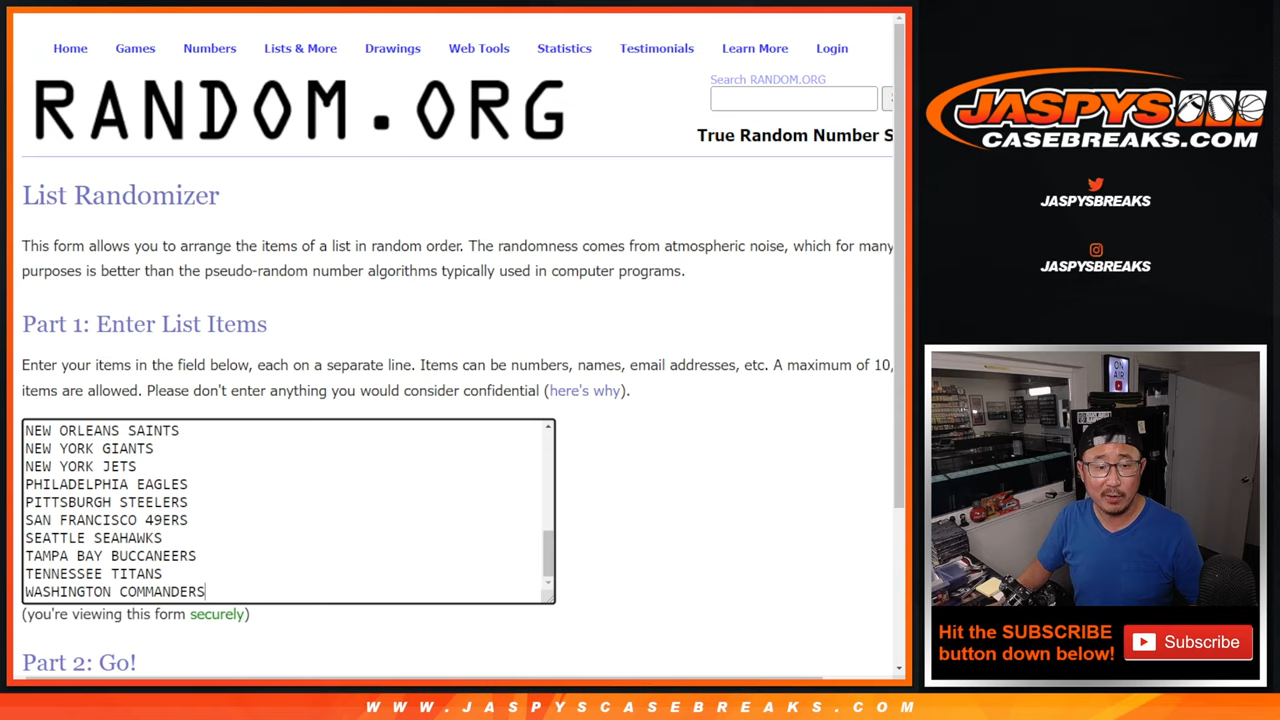 Home Games Numbers Lists & More Drawings Web Tools Statistics Testimonials Learn More Login
RANDOM.ORG
Search RANDOM.ORG
True Random Number S
List Randomizer
This form allows you to arrange the items of a list in random order. The randomness comes from atmospheric noise, which for many
purposes is better than the pseudo-random number algorithms typically used in computer programs.
Part 1: Enter List Items
Enter your items in the field below, each on a separate line. Items can be numbers, names, email addresses, etc. A maximum of 10,
items are allowed. Please don't enter anything you would consider confidential (here's why).
NEW ORLEANS SAINTS
NEW YORK GIANTS
NEW YORK JETS
PHILADELPHIA EAGLES
PITTSBURGH STEELERS
SAN FRANCISCO 49ERS
SEATTLE SEAHAWKS
TAMPA BAY BUCCANEERS
TENNESSEE TITANS
WASHINGTON COMMANDERS
(you're viewing this form securely)
Part 2: Go!
JASPYS
CASEBREAKS.COM
JASPYSBREAKS
JASPYSBREAKS
ON
AIR
Hit the SUBSCRIBE
button down below!
Subscribe
WWW.JASPYSCASEBREAKS.COM